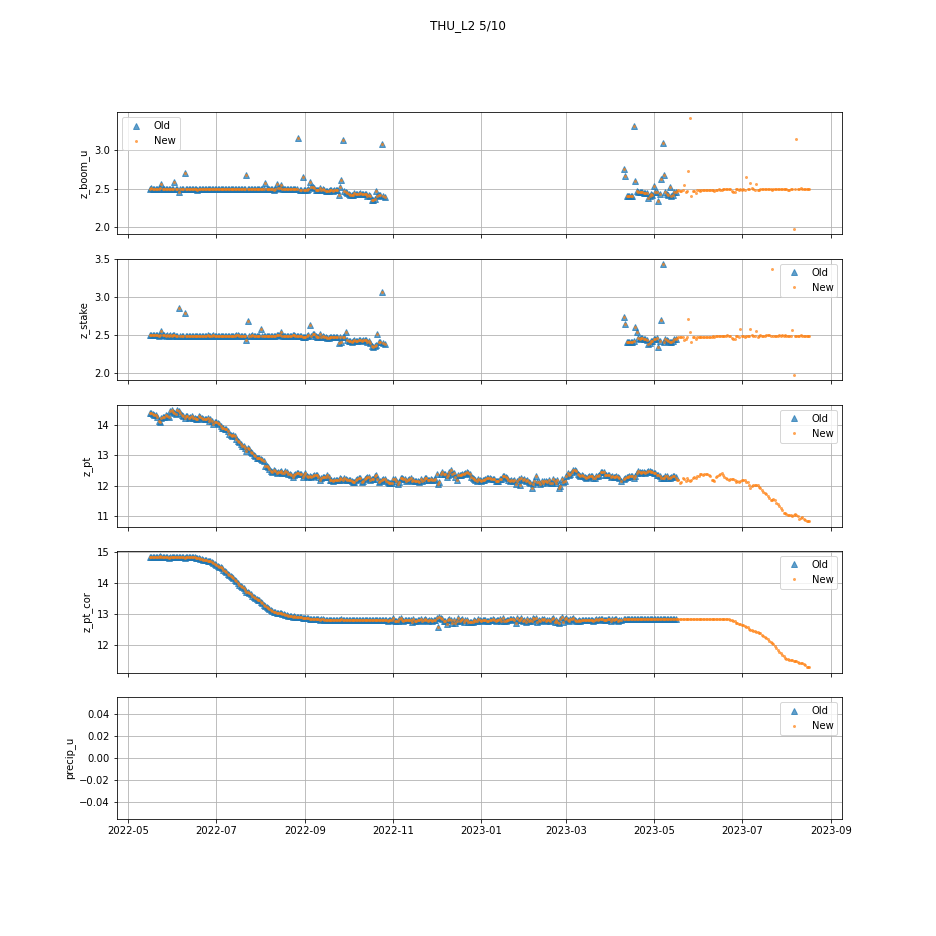 THU_L2 5/10
Old
New
3.0
2.5
2.0
z_boom_u
3.5
3.0
2.5
2.0
z_stake
Old
New
14
13
12
11
z_pt
Old
New
15
14
13
12
z_pt_cor
Old
New
0.04
0.02
0.00
−0.02
−0.04
precip_u
Old
New
2022-05 2022-07 2022-09 2022-11 2023-01 2023-03 2023-05 2023-07 2023-09